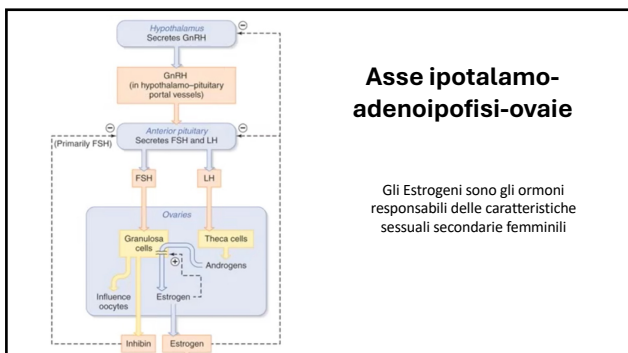 Hypothalamus
Secretes GnRH
GnRH
(in hypothalamo–pituitary
portal vessels)
Anterior pituitary
Secretes FSH and LH
(Primarily FSH)
FSH
LH
Ovaries
Granulosa
cells
Theca cells
Androgens
Influence
oocytes
Estrogen
Inhibin
Estrogen
Asse ipotalamo-
adenoipofisi-ovaie
Gli Estrogeni sono gli ormoni
responsabili delle caratteristiche
sessuali secondarie femminili